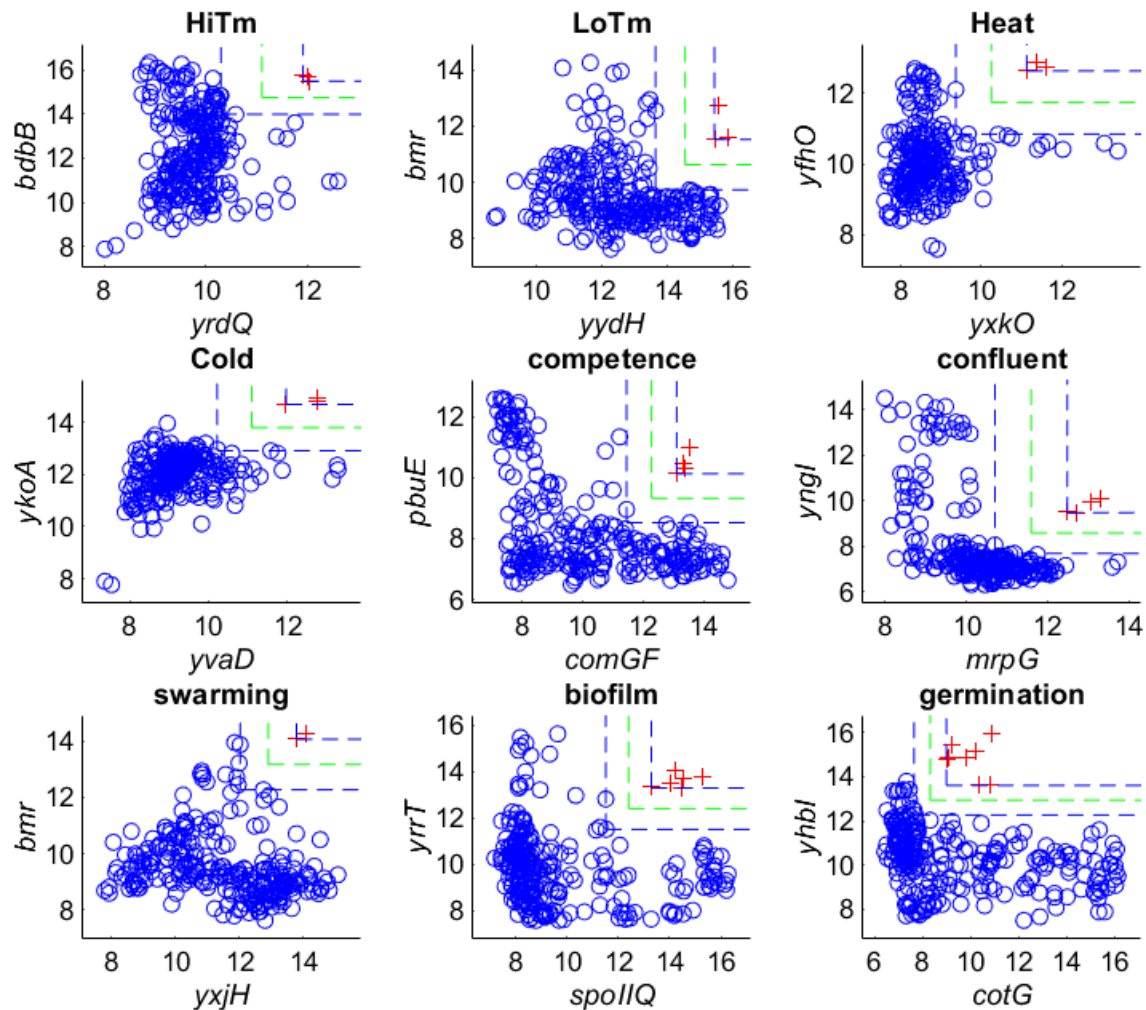 HiTm
bdbB
16
14
12
10
8
8 10 12
yrdQ
LoTm
bmr
14
12
10
8
10 12 14 16
yydH
Heat
yfhO
12
10
8
8 10 12
yxkO
Cold
ykoA
14
12
10
8
8 10 12
yvaD
competence
pbuE
12
10
8
6
8 10 12 14
comGF
confluent
yngI
14
12
10
8
6
8 10 12 14
mrpG
swarming
bmr
14
12
10
8
8 10 12 14
yxjH
biofilm
yrrT
16
14
12
10
8
8 10 12 14 16
spoIIQ
germination
yhbI
16
14
12
10
8
6 8 10 12 14 16
cotG